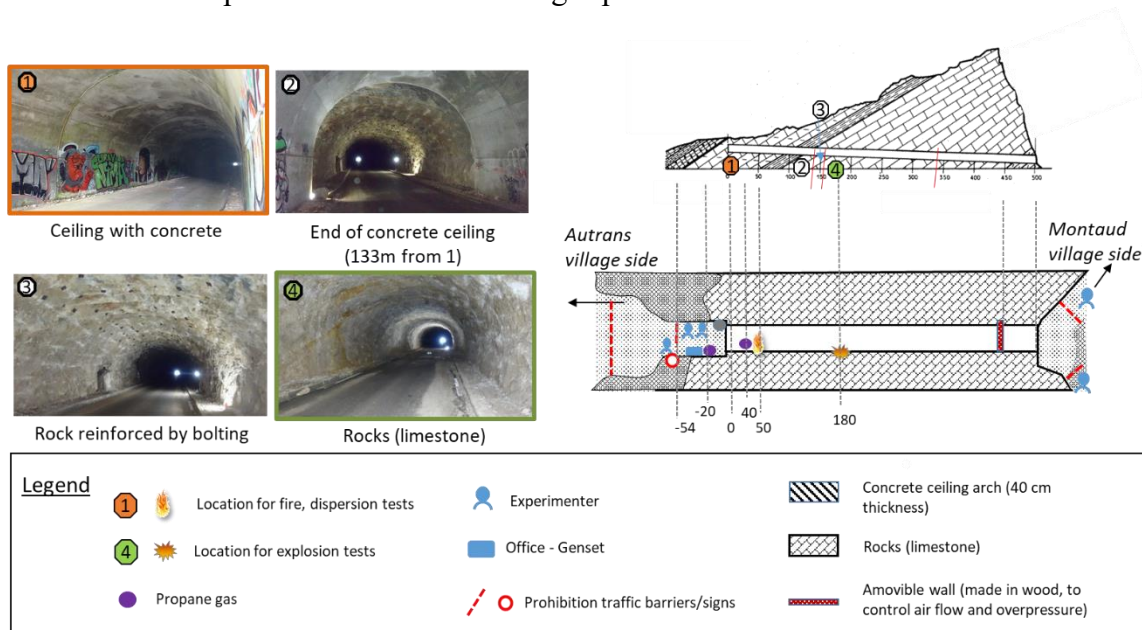 1
Ceiling with concrete
2
End of concrete ceiling
(133m from 1)
3
Rock reinforced by bolting
4
Rocks (limestone)
3
1
2
4
0
50
100
150
200
250
300
350
400
450
500
Autrans
village side
Montaud
village side
-54
-20
0
40
50
180
Legend
1
Location for fire, dispersion tests
4
Location for explosion tests
Propane gas
Experimenter
Office - Genset
Prohibition traffic barriers/signs
Concrete ceiling arch (40 cm
thickness)
Rocks (limestone)
Amovible wall (made in wood, to
control air flow and overpressure)